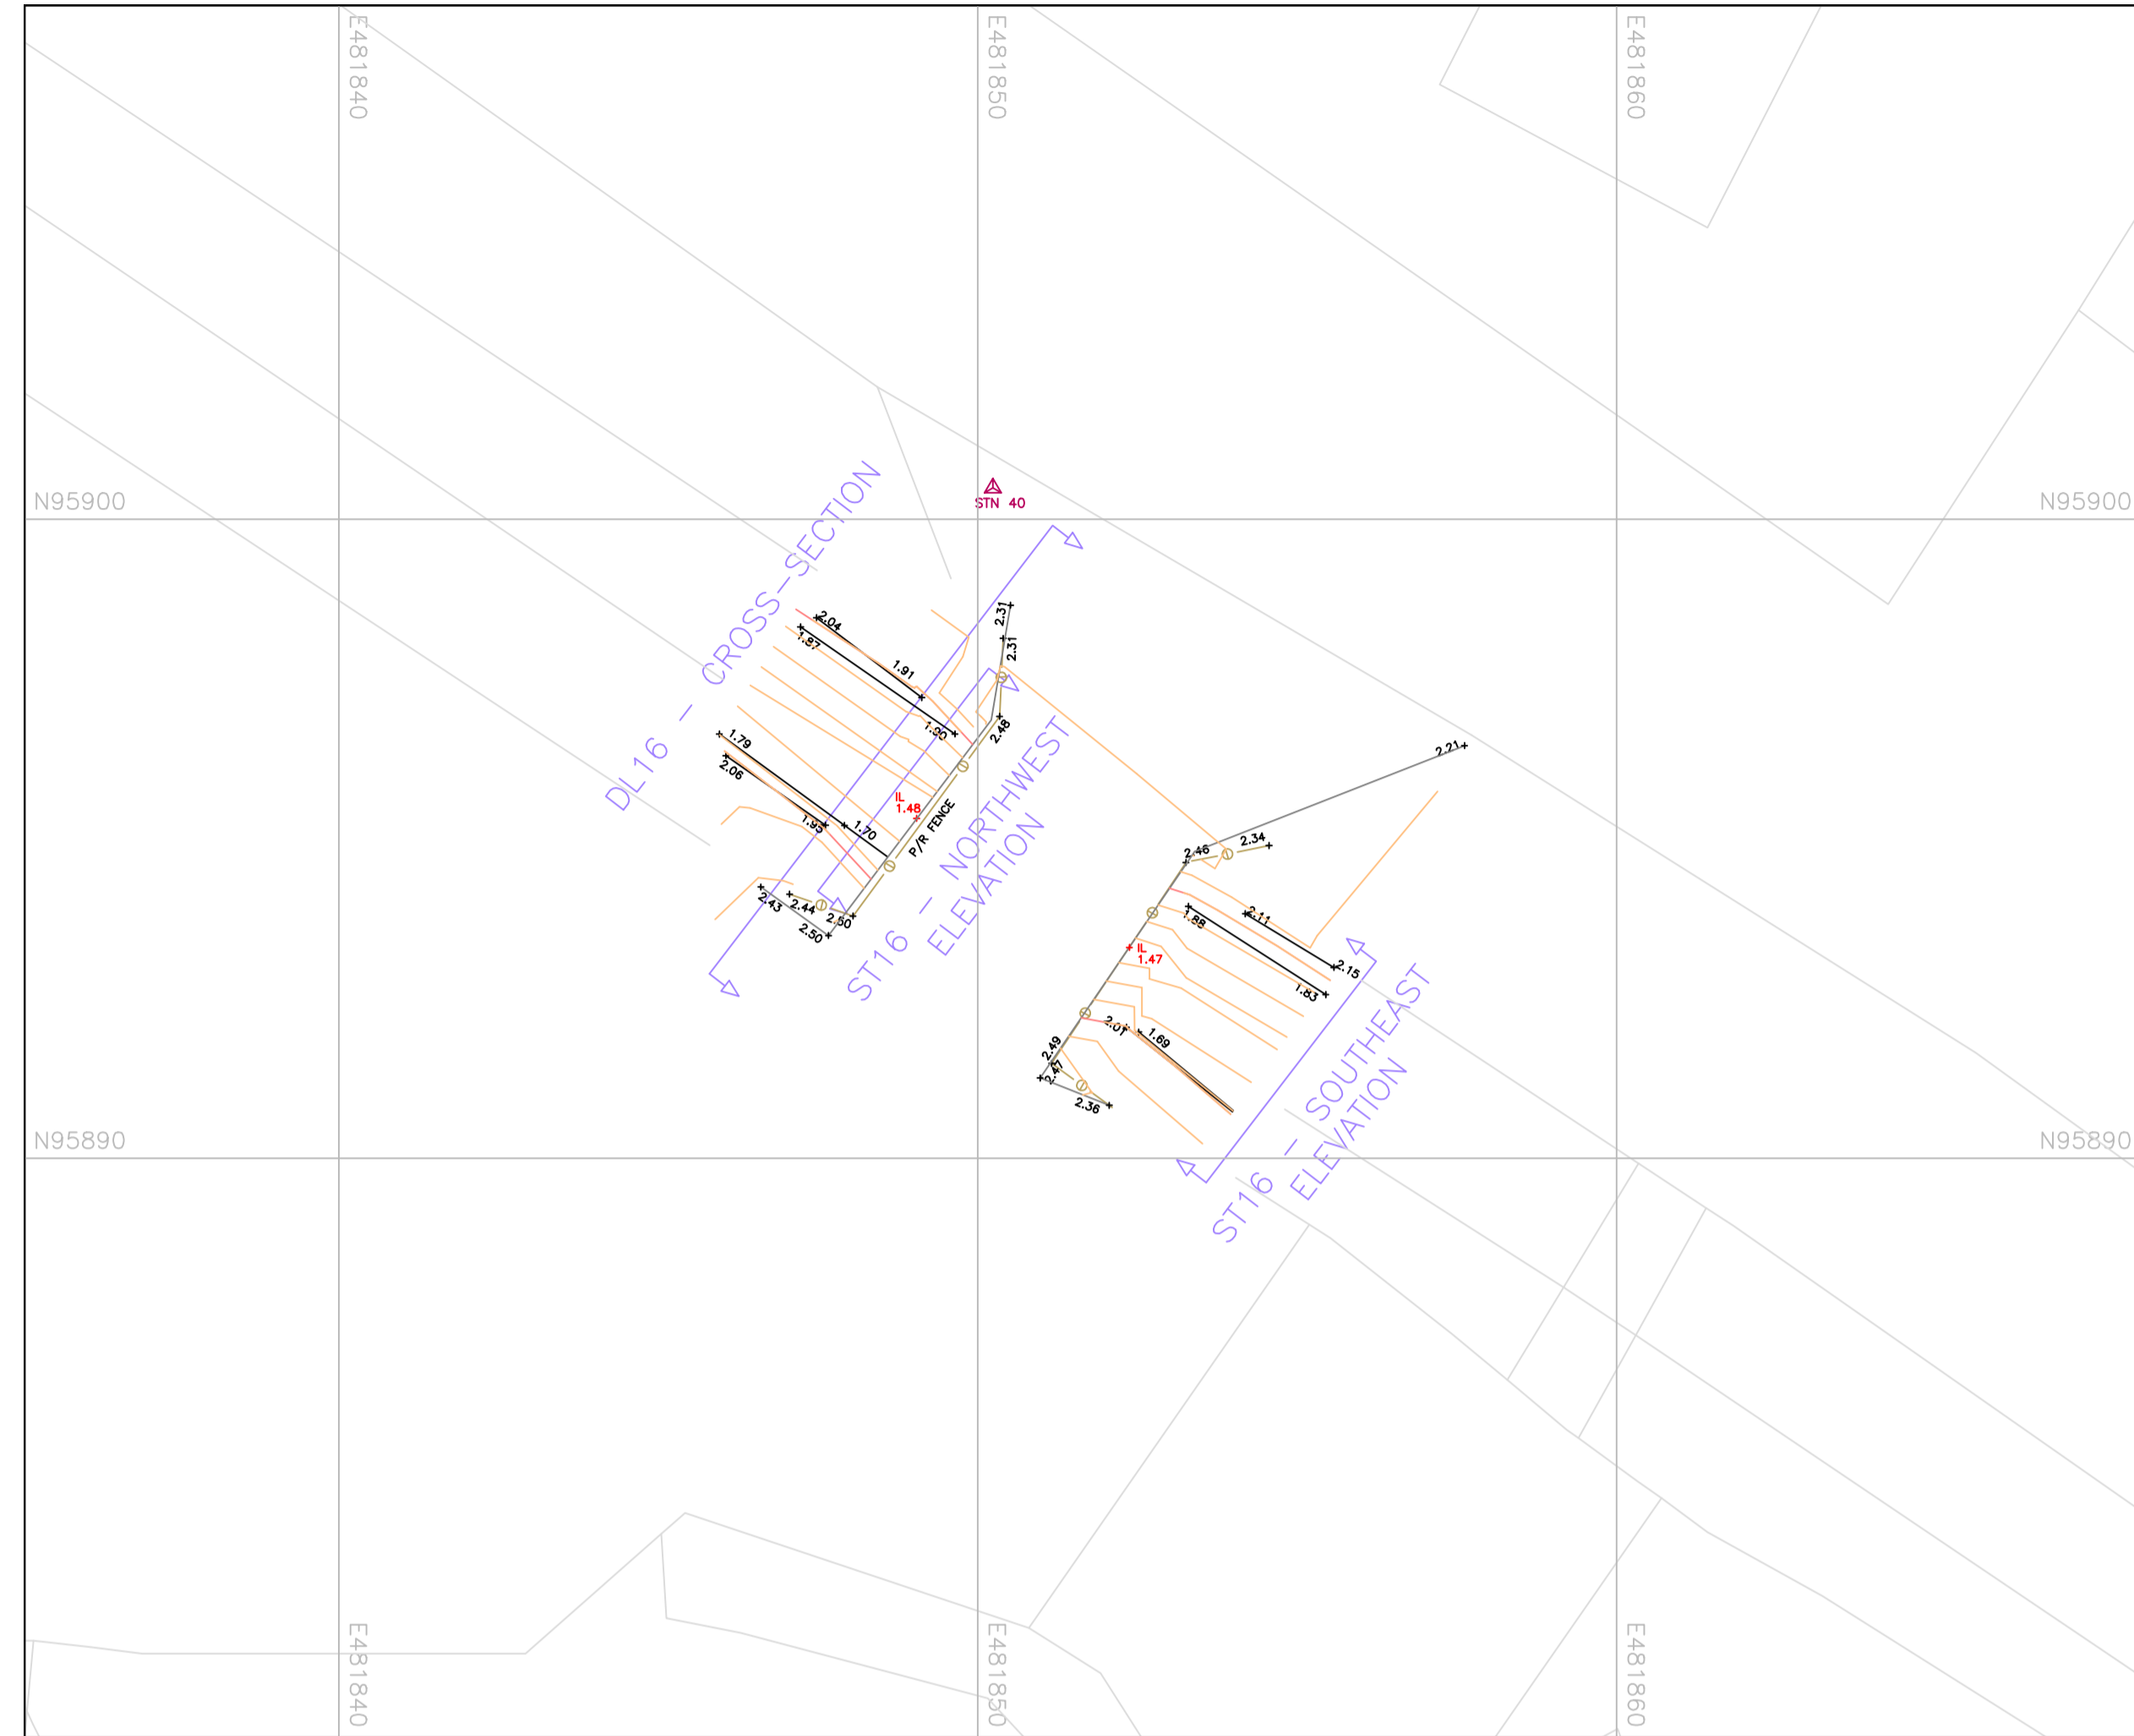 E481840
E481850
E481860
N95900
N95900
STN 40
DL16 - CROSS-SECTION
2.31
2.31
2.04
1.87
1.91
1.90
2.48
1.79
2.06
IL
1.48
P/R FENCE
1.95
1.70
2.43
2.44
2.50
2.50
ST16 - NORTHWEST
ELEVATION
2.21
2.46
2.34
1.88
2.11
2.15
1.83
IL
1.47
2.01
1.69
2.49
2.47
2.36
ST16 - SOUTHEAST
ELEVATION
N95890
N95890
E481840
E481850
E481860